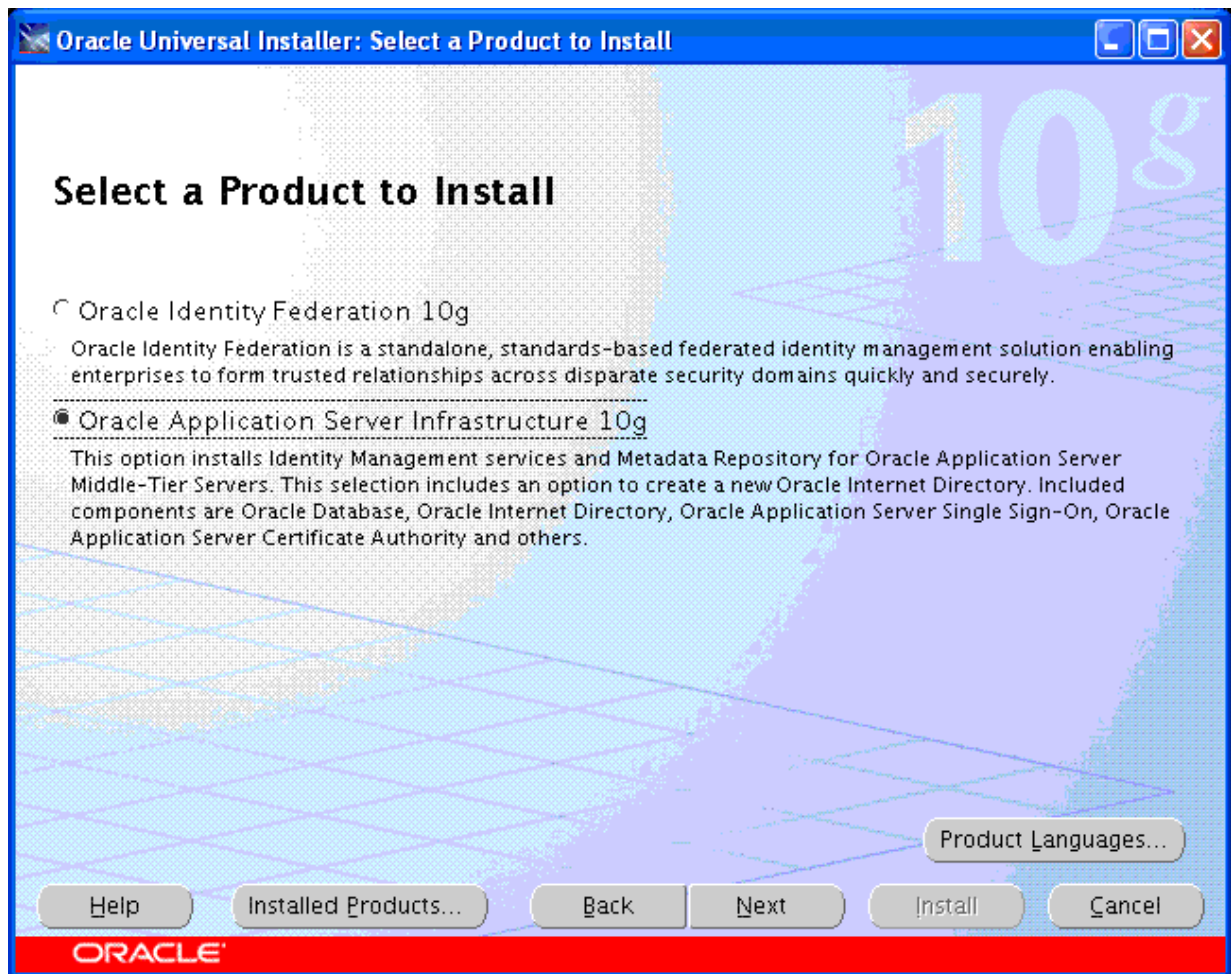 Oracle Universal Installer: Select a Product to Install
10g
Select a Product to Install
Oracle Identity Federation 10g
Oracle Identity Federation is a standalone, standards-based federated identity management solution enabling
enterprises to form trusted relationships across disparate security domains quickly and securely.
Oracle Application Server Infrastructure 10g
This option installs Identity Management services and Metadata Repository for Oracle Application Server
Middle-Tier Servers. This selection includes an option to create a new Oracle Internet Directory. Included
components are Oracle Database, Oracle Internet Directory, Oracle Application Server Single Sign-On, Oracle
Application Server Certificate Authority and others.
Product Languages...
Help Installed Products... Back Next Install Cancel
ORACLE